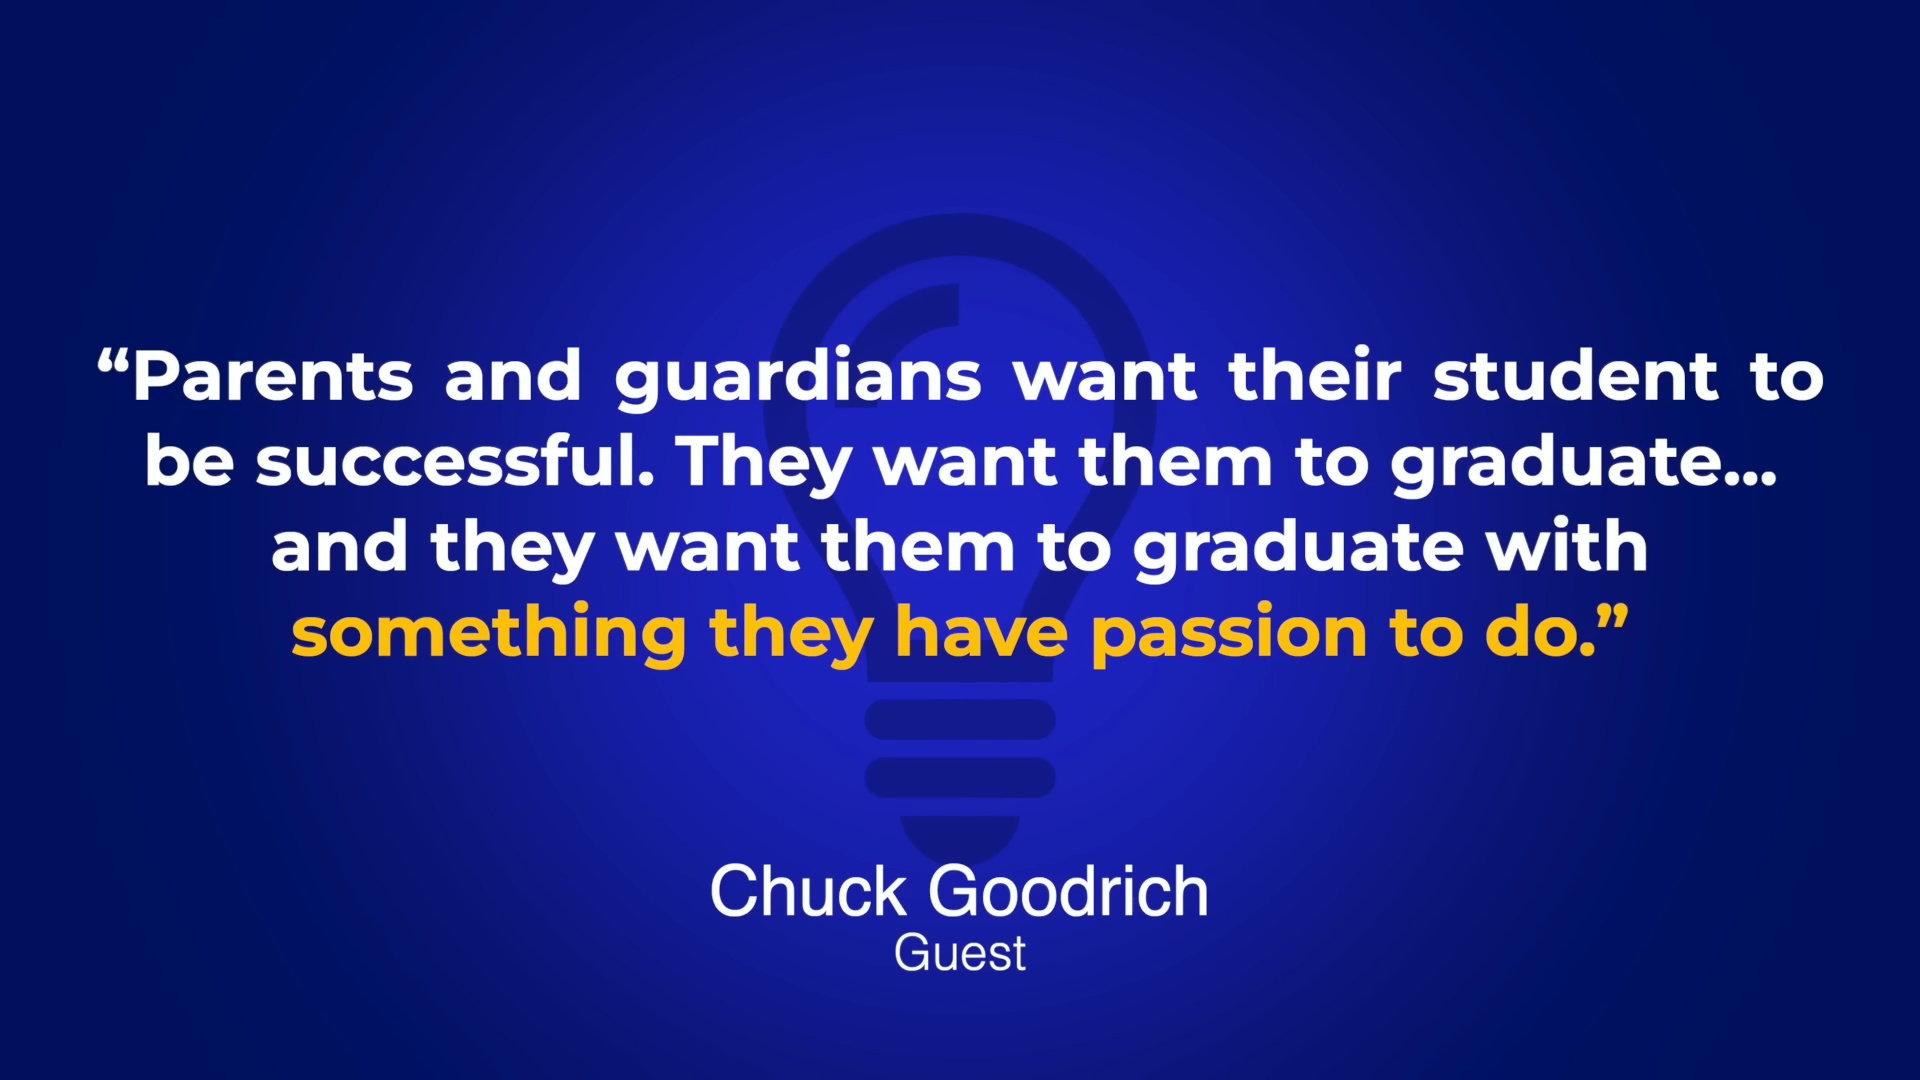 “Parents and guardians want their student to
be successful. They want them to graduate...
and they want them to graduate with
something they have passion to do.”
Chuck Goodrich
Guest